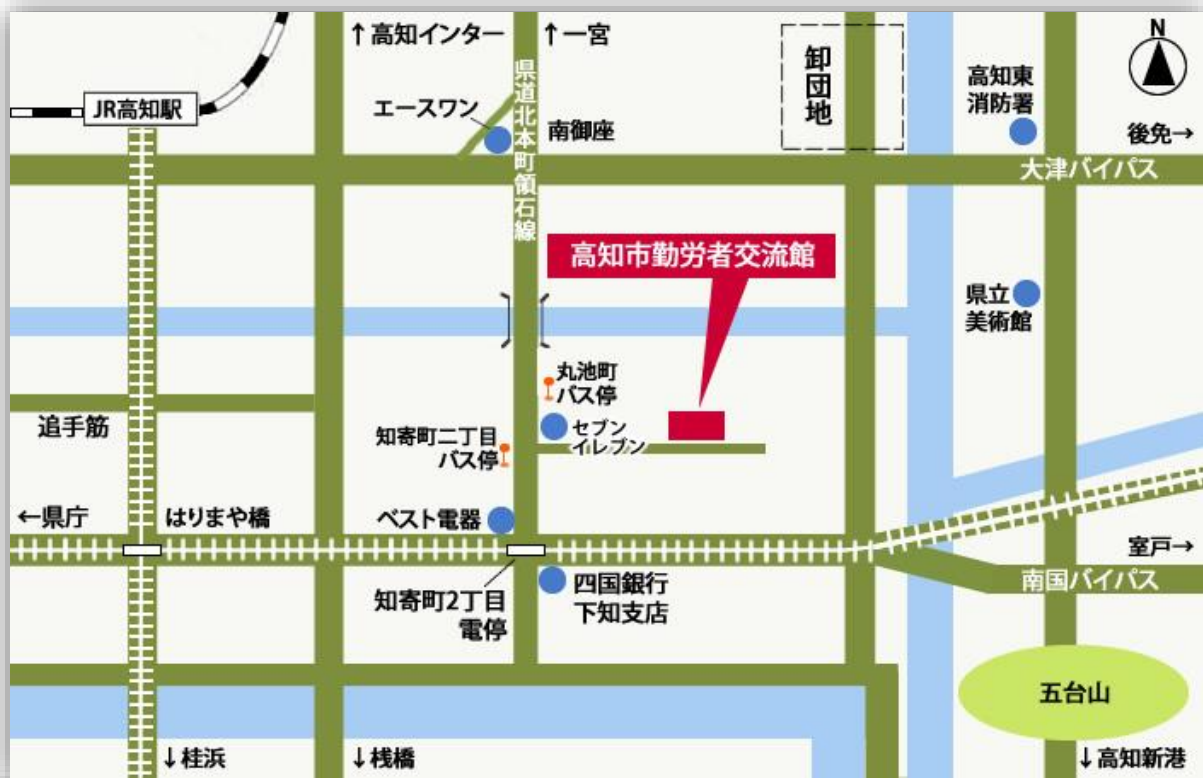 ↑高知インター
↑一宮
N
JR高知駅
エースワン
県道北本町領石線
南御座
卸団地
高知東
消防署
後免→
大津バイパス
高知市勤労者交流館
県立
美術館
丸池町
バス停
追手筋
知寄町二丁目
バス停
セブン
イレブン
←県庁
はりまや橋
ベスト電器
室戸→
南国バイパス
知寄町2丁目
電停
四国銀行
下知支店
五台山
↓桂浜
↓桟橋
↓高知新港